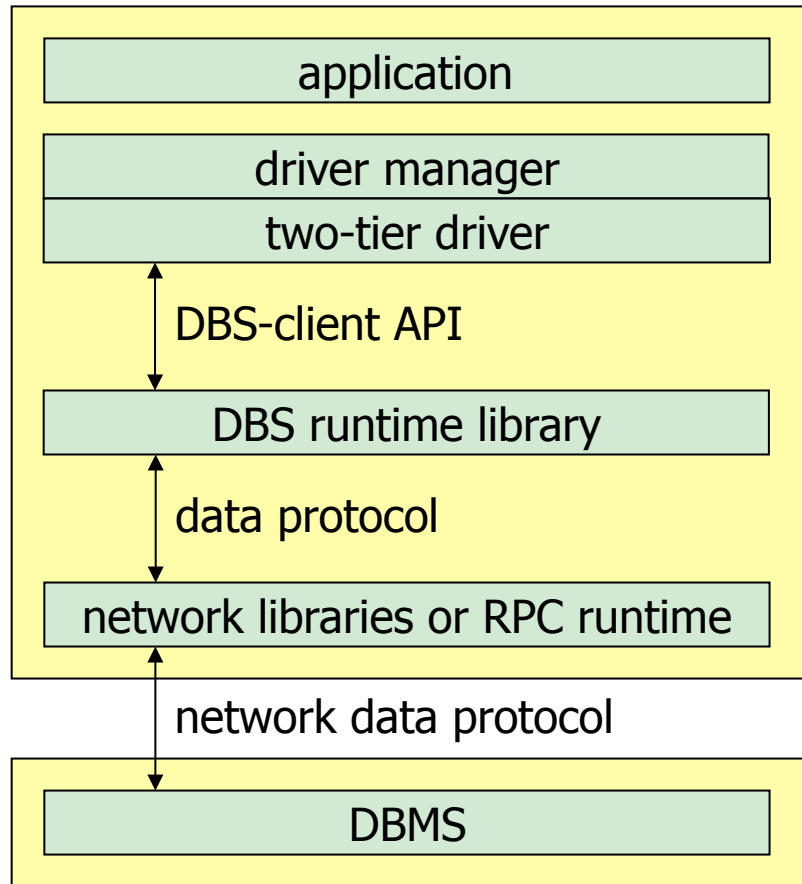 application
driver manager
two-tier driver
DBS-client API
DBS runtime library
data protocol
network libraries or RPC runtime
network data protocol
DBMS